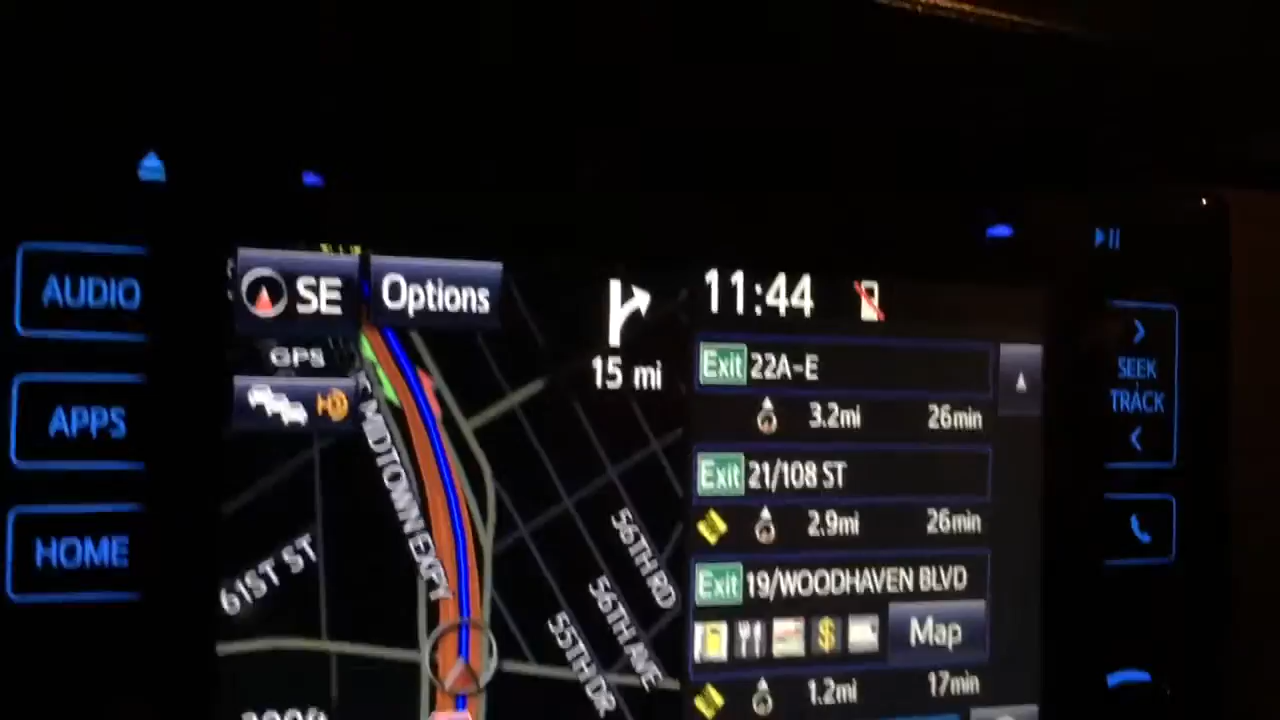 AUDIO
APPS
HOME
SE
Options
GPS
15 mi
MIDTOWN EXPY
61ST ST
56TH RD
56TH AVE
55TH DR
11:44
Exit 22A-E
3.2mi 26min
Exit 21/108 ST
2.9mi 26min
Exit 19/WOODHAVEN BLVD
$
Map
1.2mi 17min
SEEK
TRACK